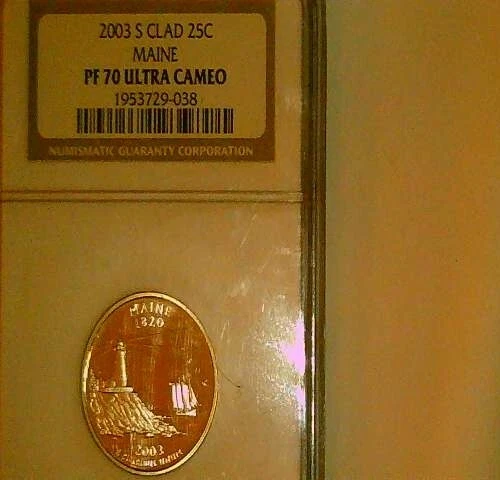 2003 S CLAD 25C
MAINE
PF 70 ULTRA CAMEO
1953729-038
NUMISMATIC GUARANTY CORPORATION
MAINE
1820
2003